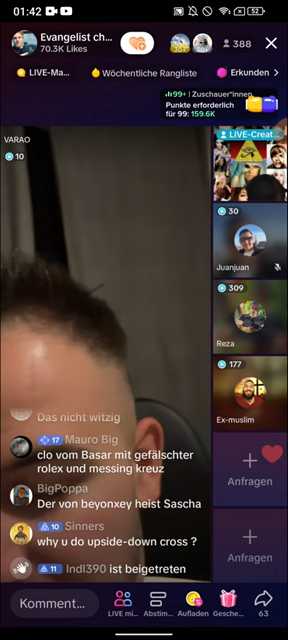 01:42
52
Evangelist ch...
70.3K Likes
388
LIVE-Ma...
Wöchentliche Rangliste
Erkunden
99+ | Zuschauer*innen
Punkte erforderlich
für 99: 159.6K
VARAO
10
LIVE-Creat...
30
Juanjuan
309
Reza
177
Ex-muslim
Das nicht witzig
17 Mauro Big
clo vom Basar mit gefälschter
rolex und messing kreuz
BigPoppa
Der von beyonxey heist Sascha
10 Sinners
why u do upside-down cross ?
11 Indl390 ist beigetreten
Anfragen
Anfragen
Komment...
LIVE mi...
Abstim...
Aufladen
Gesche...
63